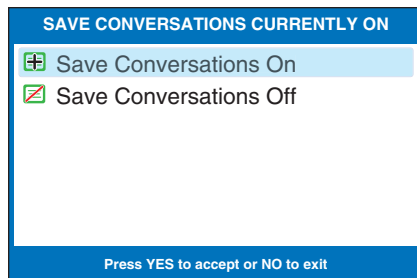 SAVE CONVERSATIONS CURRENTLY ON
Save Conversations On
Save Conversations Off
Press YES to accept or NO to exit